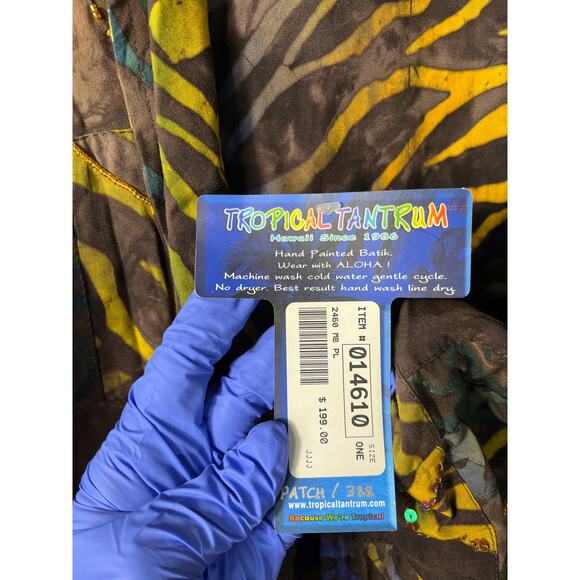 TROPICAL TANTRUM
Hawaii Since 1986
Hand Painted Batik.
Wear with ALOHA !
Machine wash cold water gentle cycle.
No dryer. Best result hand wash line dry.
ITEM # 014610 SIZE ONE
2460 MB PL
$ 199.00
JJJJ
PATCH / 388
www.tropicaltantrum.com
Because We're Tropical